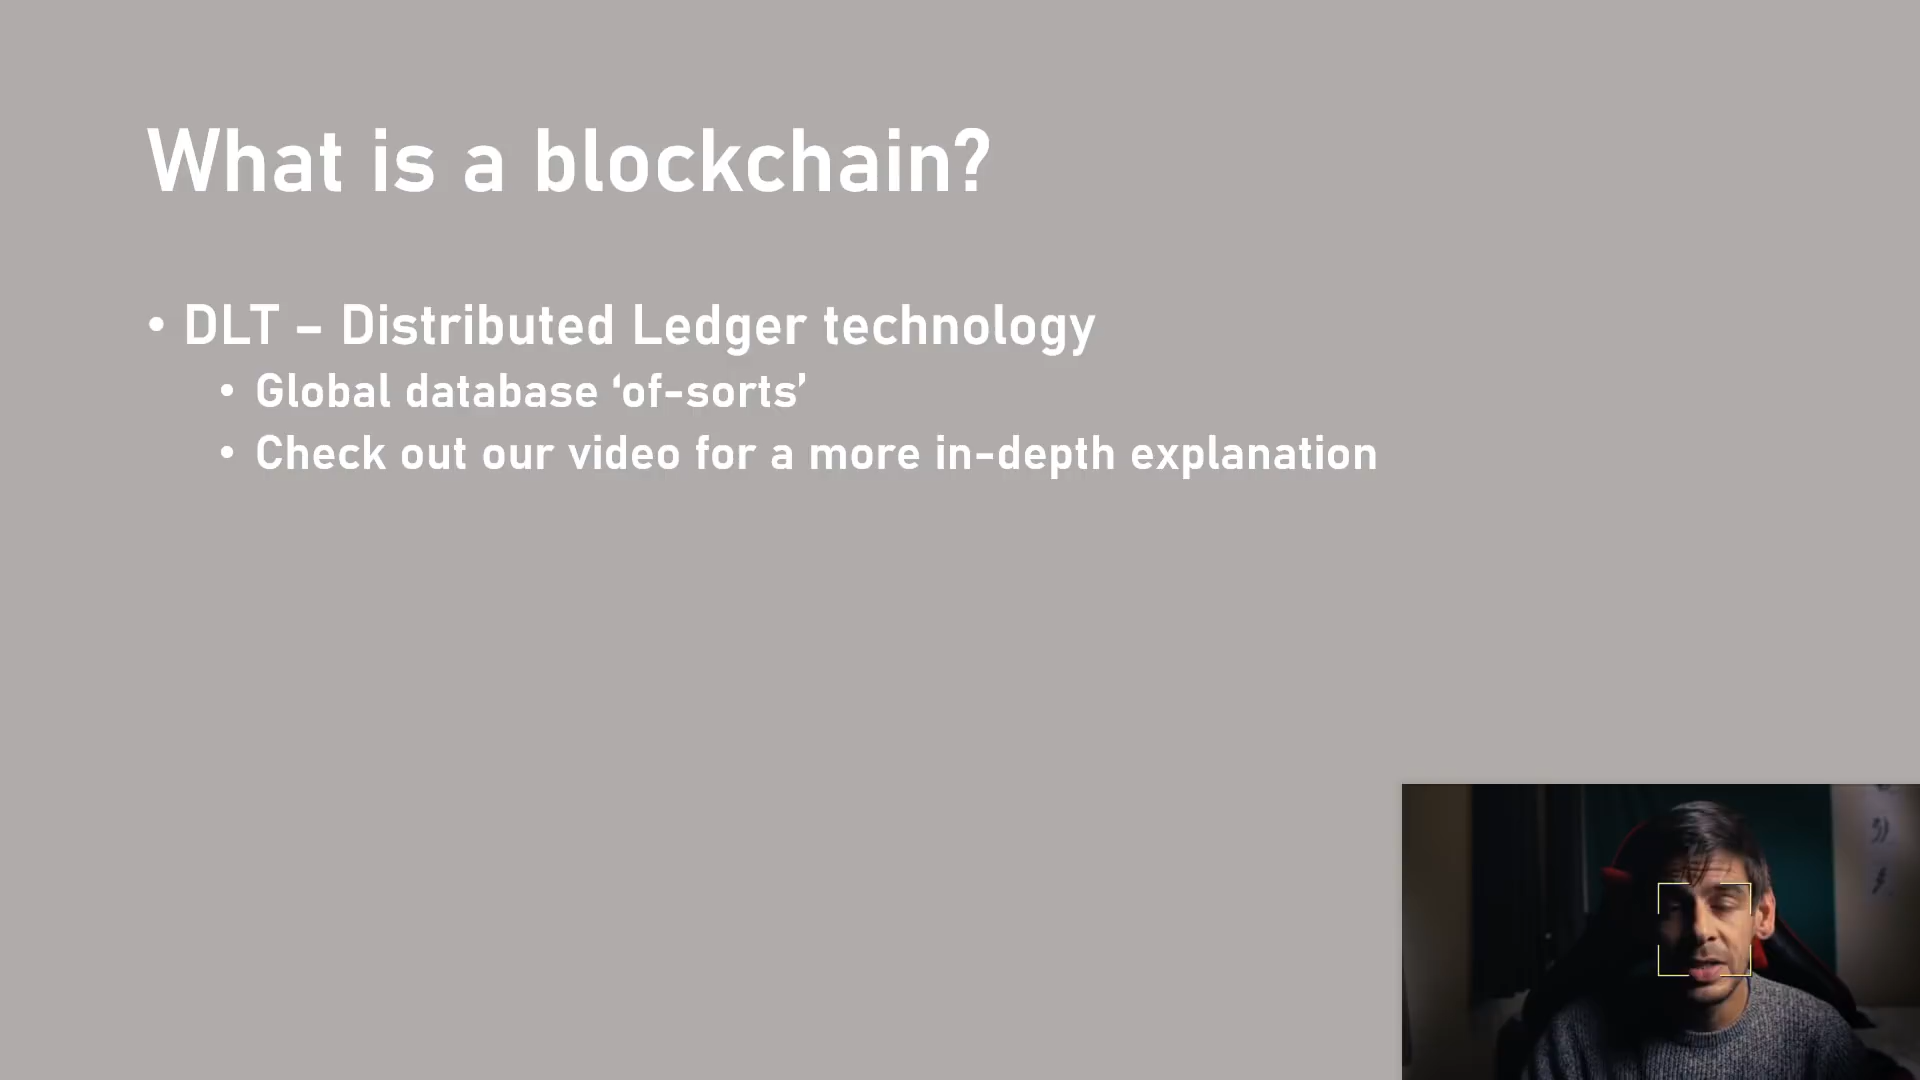 What is a blockchain?
• DLT – Distributed Ledger technology
• Global database ‘of-sorts’
• Check out our video for a more in-depth explanation